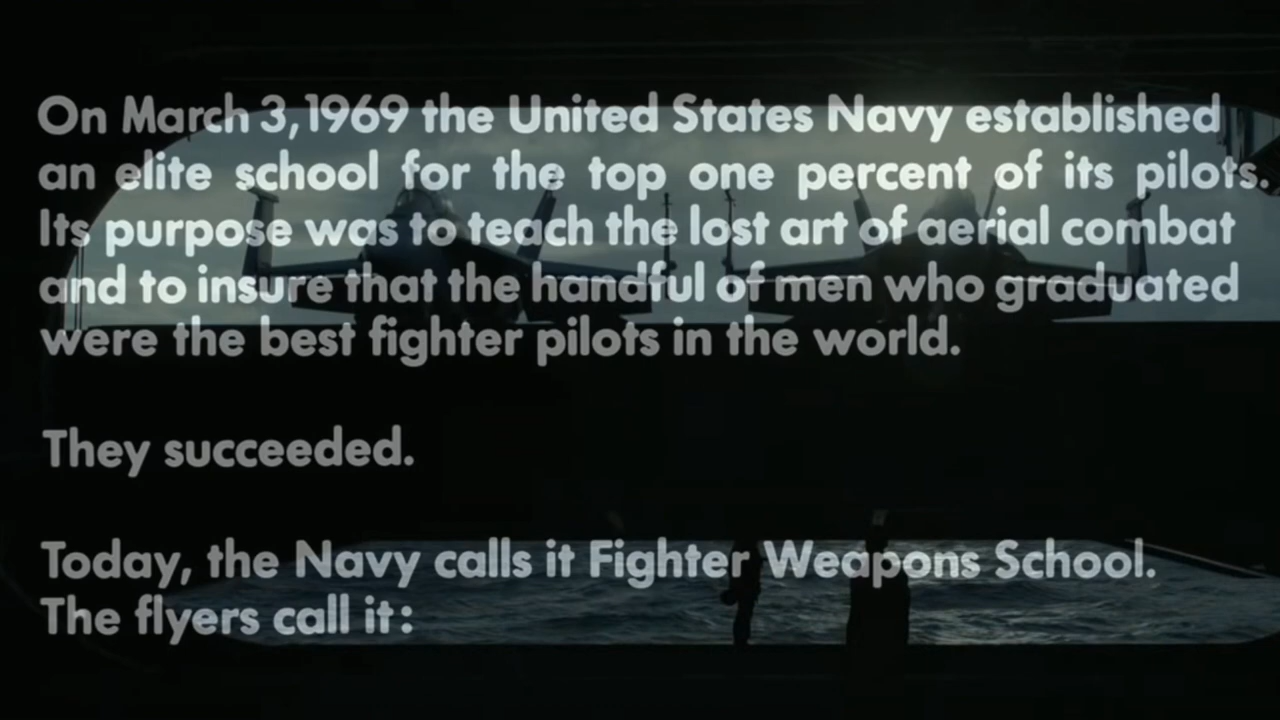 On March 3, 1969 the United States Navy established
an elite school for the top one percent of its pilots.
Its purpose was to teach the lost art of aerial combat
and to insure that the handful of men who graduated
were the best fighter pilots in the world.
They succeeded.
Today, the Navy calls it Fighter Weapons School.
The flyers call it: